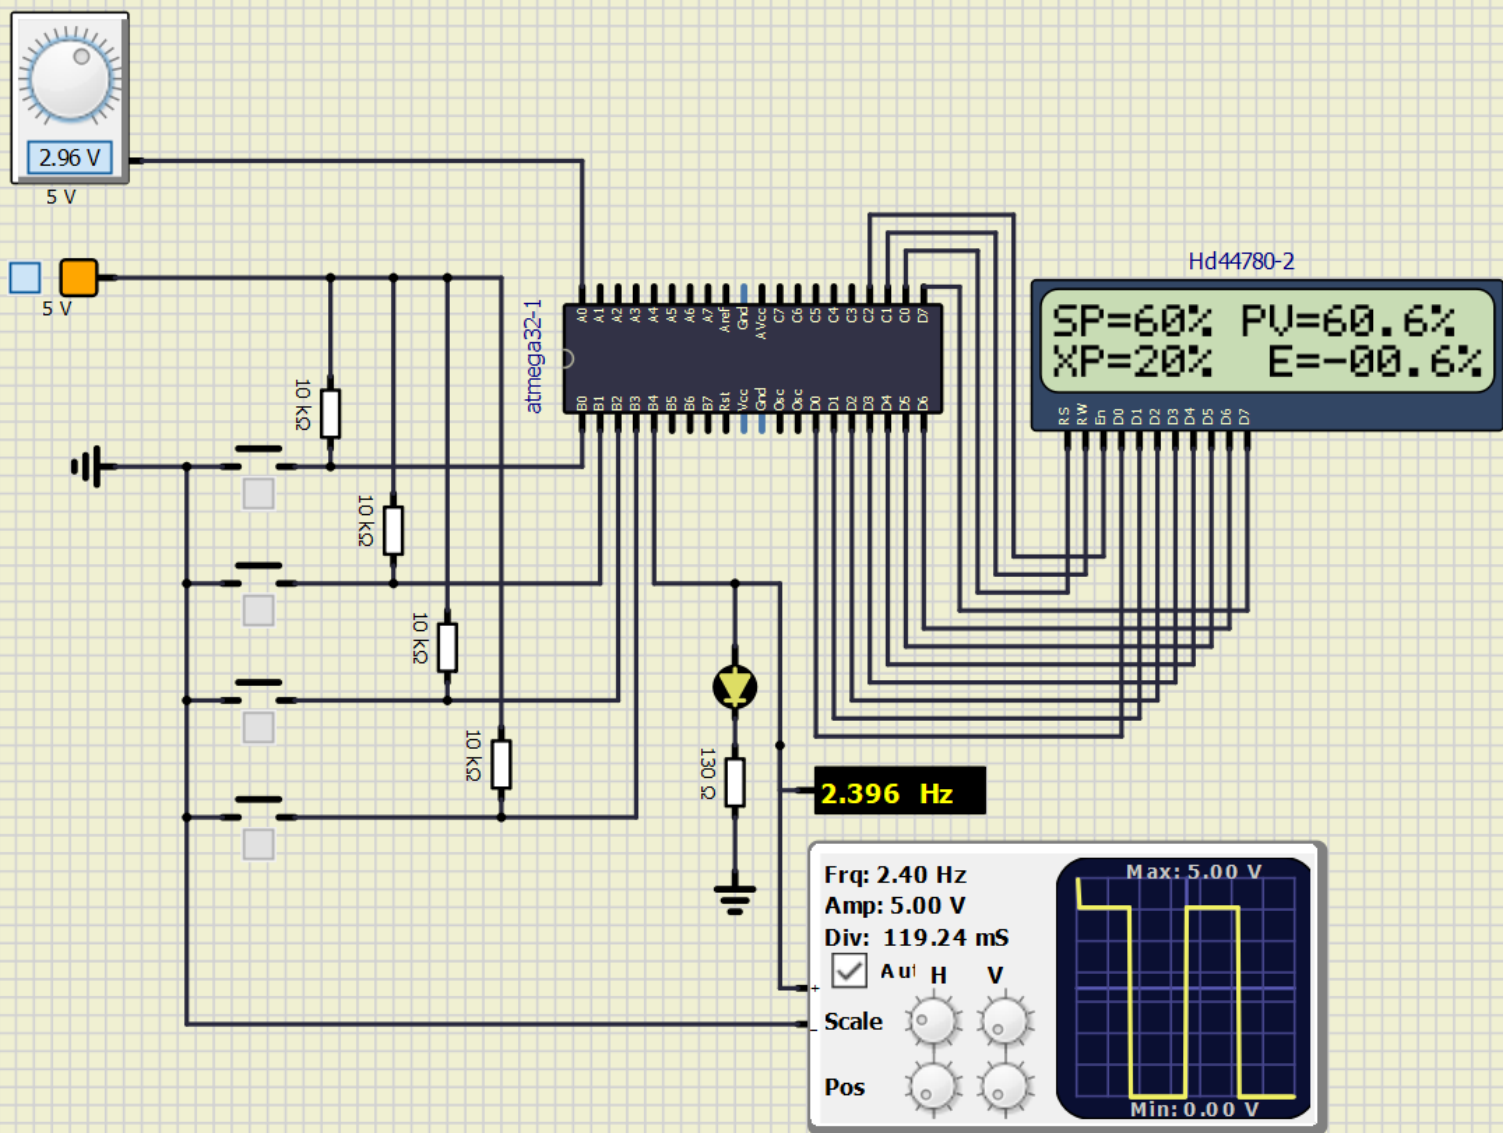 2.96 V
5 V
5 V
10 kΩ
10 kΩ
10 kΩ
10 kΩ
atmega32-1
A0 A1 A2 A3 A4 A5 A6 A7 Aref Gnd AVcc C7 C6 C5 C4 C3 C2 C1 C0 D7
B0 B1 B2 B3 B4 B5 B6 B7 Rst Vcc Gnd Osc Osc D0 D1 D2 D3 D4 D5 D6
Hd44780-2
SP=60% PV=60.6%
XP=20% E=-00.6%
RS RW En D0 D1 D2 D3 D4 D5 D6 D7
130 Ω
2.396 Hz
Frq: 2.40 Hz
Amp: 5.00 V
Div: 119.24 mS
Aut H V
+
Scale
-
Pos
Max: 5.00 V
Min: 0.00 V